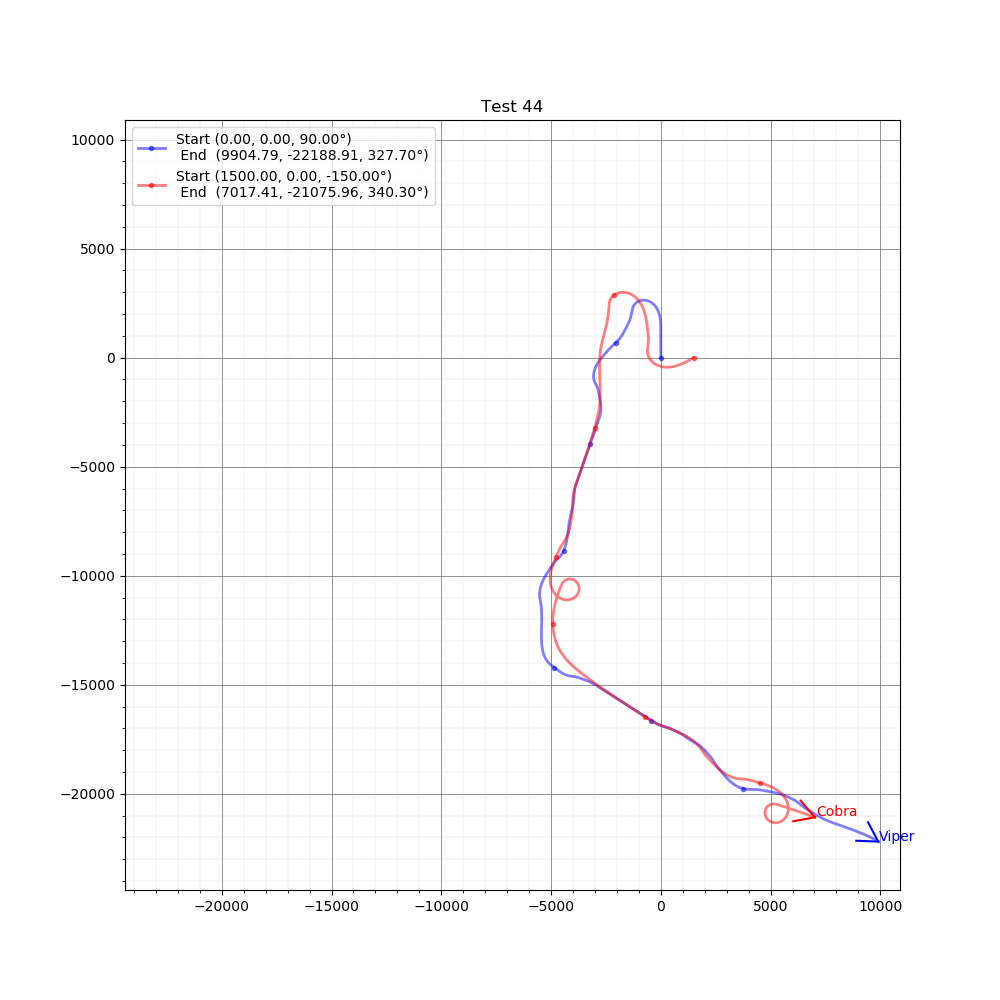 Test 44
Start (0.00, 0.00, 90.00°)
End (9904.79, -22188.91, 327.70°)
Start (1500.00, 0.00, -150.00°)
End (7017.41, -21075.96, 340.30°)
10000
5000
0
−5000
−10000
−15000
−20000
Cobra
Viper
−20000 −15000 −10000 −5000 0 5000 10000